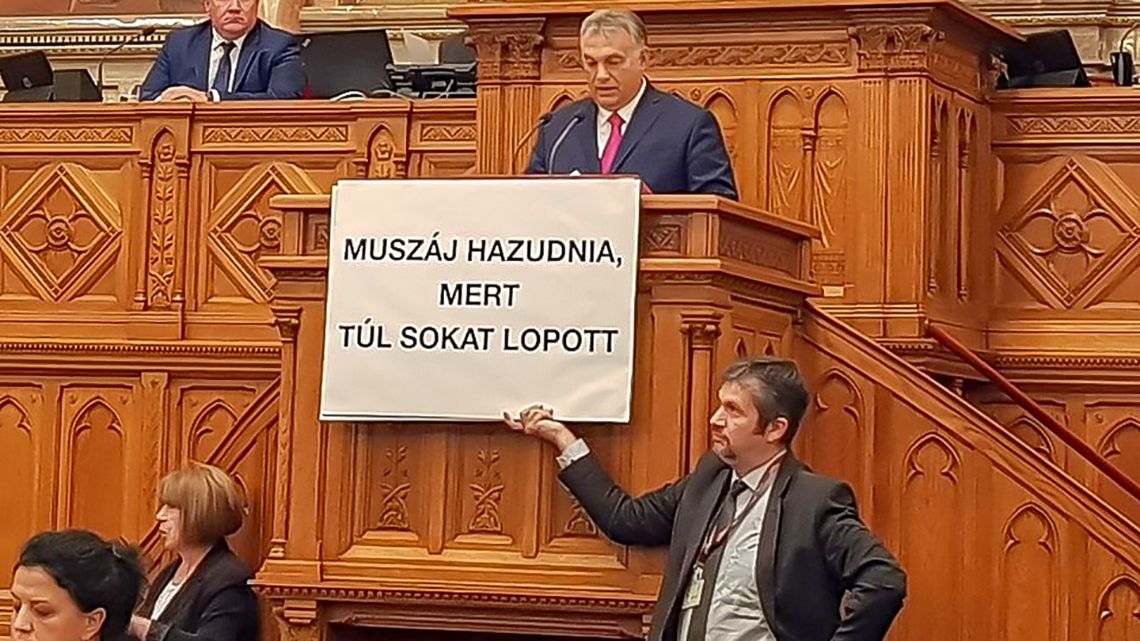 MUSZÁJ HAZUDNIA,
MERT
TÚL SOKAT LOPOTT